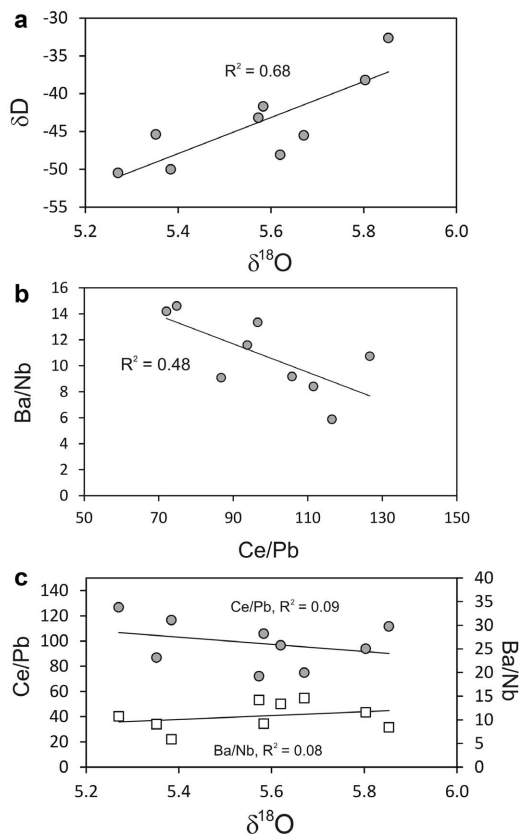 a
-30
-35
-40
-45
-50
-55
δD
R² = 0.68
5.2 5.4 5.6 5.8 6.0
δ¹⁸O
b
16
14
12
10
8
6
4
2
0
Ba/Nb
R² = 0.48
50 70 90 110 130 150
Ce/Pb
c
140
120
100
80
60
40
20
0
Ce/Pb
Ce/Pb, R² = 0.09
Ba/Nb, R² = 0.08
40
35
30
25
20
15
10
5
0
Ba/Nb
5.2 5.4 5.6 5.8 6.0
δ¹⁸O